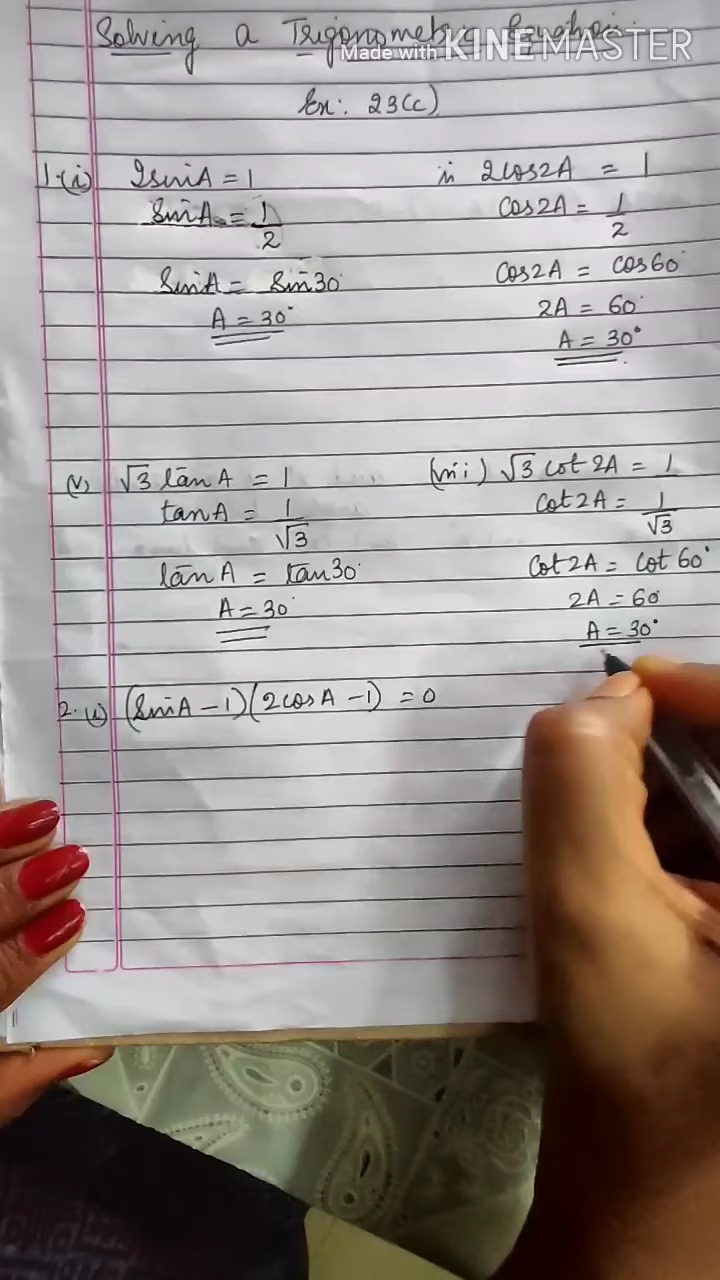 Solving a Trigonometric Equation
Made with KINEMASTER
Ex: 23(c)
1.(i) 2sinA = 1
sinA = 1/2
sinA = sin30°
A = 30°
ii 2cos2A = 1
cos2A = 1/2
cos2A = cos60°
2A = 60°
A = 30°
(v) √3 tanA = 1
tanA = 1/√3
tanA = tan30°
A = 30°
√3 cot2A = 1
cot2A = 1/√3
cot2A = cot60°
2A = 60
A = 30°
2. (i) (sinA - 1)(2cosA - 1) = 0